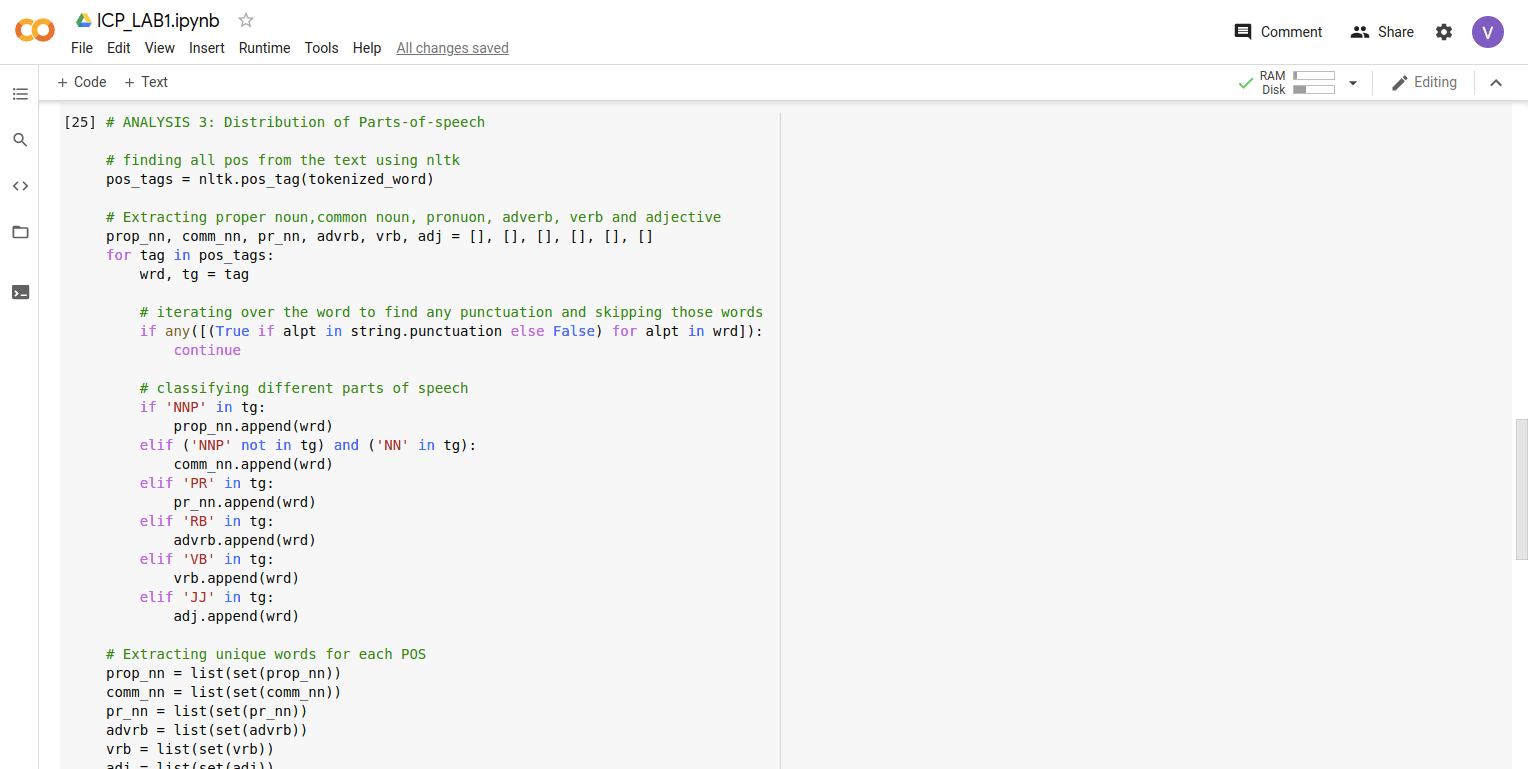 ICP_LAB1.ipynb
File Edit View Insert Runtime Tools Help All changes saved
Comment Share V
+ Code + Text
RAM
Disk
Editing
[25] # ANALYSIS 3: Distribution of Parts-of-speech
# finding all pos from the text using nltk
pos_tags = nltk.pos_tag(tokenized_word)
# Extracting proper noun,common noun, pronuon, adverb, verb and adjective
prop_nn, comm_nn, pr_nn, advrb, vrb, adj = [], [], [], [], [], []
for tag in pos_tags:
    wrd, tg = tag
    # iterating over the word to find any punctuation and skipping those words
    if any([(True if alpt in string.punctuation else False) for alpt in wrd]):
        continue
    # classifying different parts of speech
    if 'NNP' in tg:
        prop_nn.append(wrd)
    elif ('NNP' not in tg) and ('NN' in tg):
        comm_nn.append(wrd)
    elif 'PR' in tg:
        pr_nn.append(wrd)
    elif 'RB' in tg:
        advrb.append(wrd)
    elif 'VB' in tg:
        vrb.append(wrd)
    elif 'JJ' in tg:
        adj.append(wrd)
# Extracting unique words for each POS
prop_nn = list(set(prop_nn))
comm_nn = list(set(comm_nn))
pr_nn = list(set(pr_nn))
advrb = list(set(advrb))
vrb = list(set(vrb))
adj = list(set(adj))